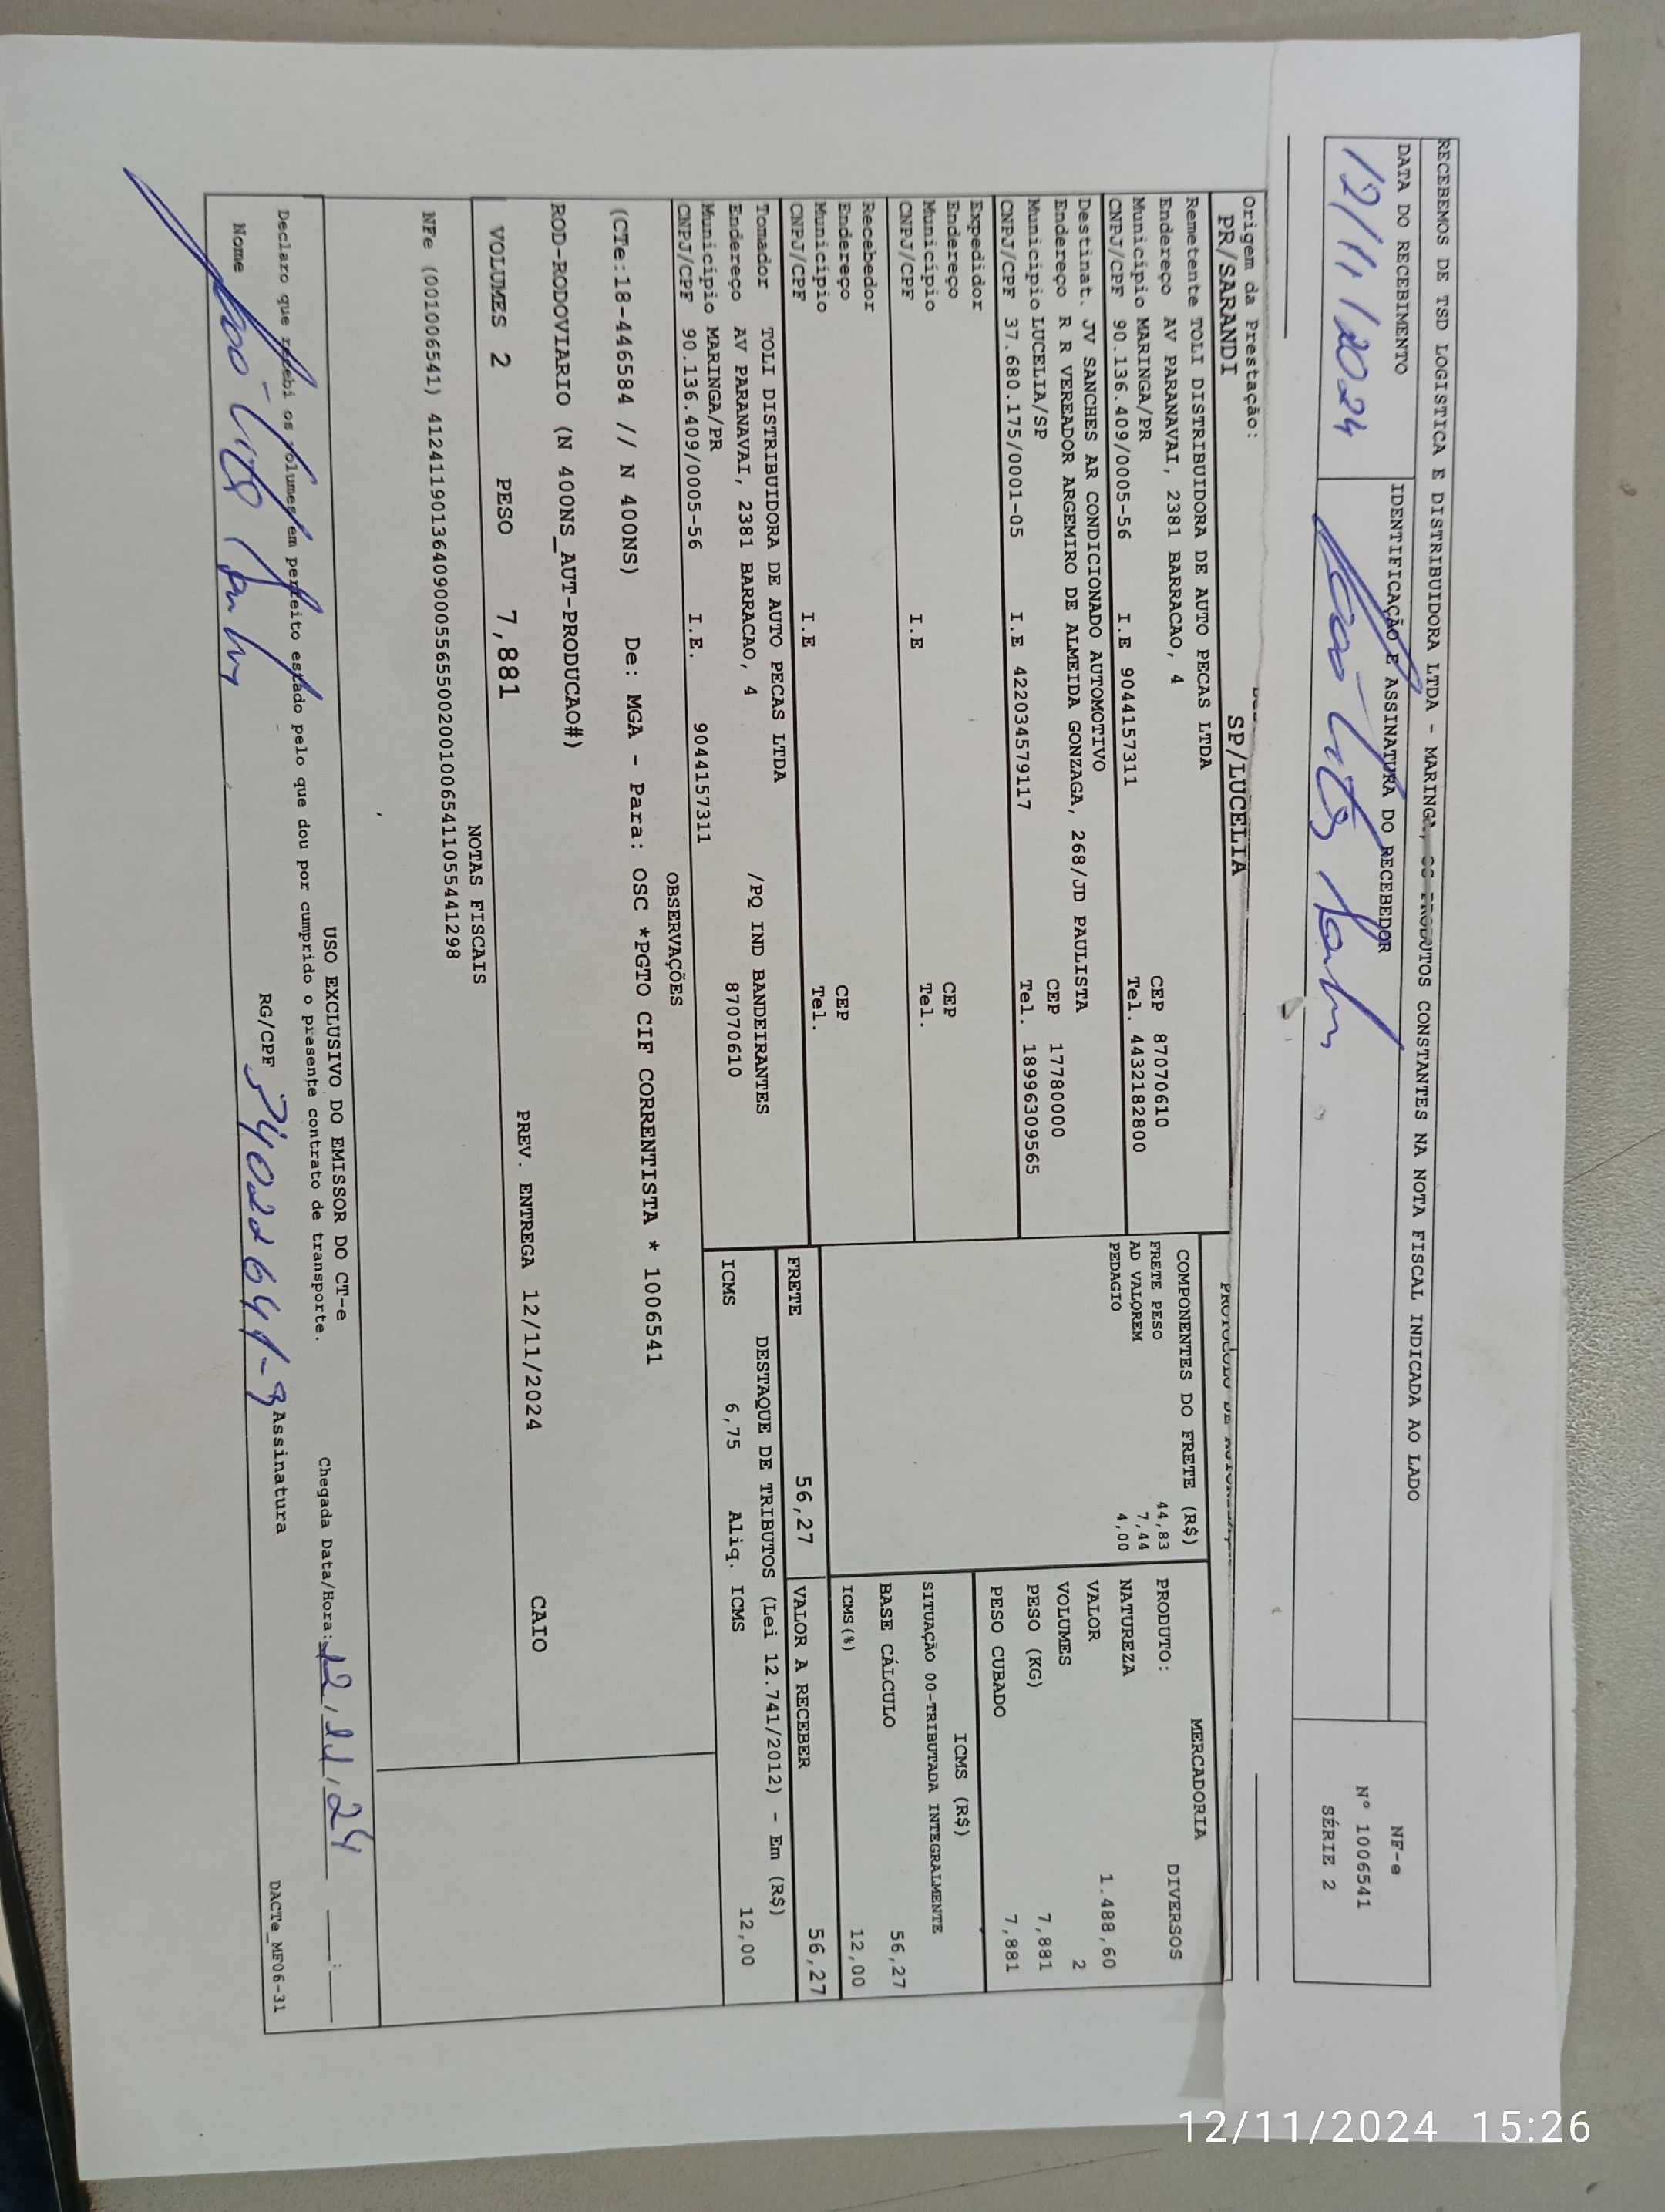 RECEBEMOS DE TSD LOGISTICA E DISTRIBUIDORA LTDA - MARINGA, OS PRODUTOS CONSTANTES NA NOTA FISCAL INDICADA AO LADO
DATA DO RECEBIMENTO
12/11/2024
IDENTIFICAÇÃO E ASSINATURA DO RECEBEDOR
NF-e
Nº 1006541
SÉRIE 2
Origem da Prestação:
PR/SARANDI
SP/LUCELIA
Remetente TOLI DISTRIBUIDORA DE AUTO PECAS LTDA
Endereço AV PARANAVAI, 2381 BARRACAO, 4
CEP 87070610
Município MARINGA/PR
Tel. 4432182800
CNPJ/CPF 90.136.409/0005-56 I.E 9044157311
Destinat. JV SANCHES AR CONDICIONADO AUTOMOTIVO
Endereço R R VEREADOR ARGEMIRO DE ALMEIDA GONZAGA, 268/JD PAULISTA
Município LUCELIA/SP
CEP 17780000
CNPJ/CPF 37.680.175/0001-05 I.E 422034579117
Tel. 18996309565
Expedidor
Endereço
Município
CEP
CNPJ/CPF
I.E
Tel.
Recebedor
Endereço
CEP
Município
Tel.
CNPJ/CPF
I.E
Tomador TOLI DISTRIBUIDORA DE AUTO PECAS LTDA
Endereço AV PARANAVAI, 2381 BARRACAO, 4 /PQ IND BANDEIRANTES
Município MARINGA/PR 87070610
CNPJ/CPF 90.136.409/0005-56 I.E. 9044157311
COMPONENTES DO FRETE (R$)
FRETE PESO 44,83
AD VALOREM 7,44
PEDAGIO 4,00
MERCADORIA
PRODUTO: DIVERSOS
NATUREZA
VALOR 1.488,60
VOLUMES 2
PESO (KG) 7,881
PESO CUBADO 7,881
ICMS (R$)
SITUAÇÃO 00-TRIBUTADA INTEGRALMENTE
BASE CÁLCULO 56,27
ICMS(%) 12,00
FRETE 56,27
VALOR A RECEBER 56,27
DESTAQUE DE TRIBUTOS (Lei 12.741/2012) - Em (R$)
ICMS 6,75 Aliq. ICMS 12,00
OBSERVAÇÕES
(CTe:18-446584 // N 400NS) De: MGA - Para: OSC *PGTO CIF CORRENTISTA * 1006541
ROD-RODOVIARIO (N 400NS_AUT-PRODUCAO#)
VOLUMES 2 PESO 7,881 PREV. ENTREGA 12/11/2024 CAIO
NOTAS FISCAIS
NFe (001006541) 41241190136409000556550020010065411055441298
USO EXCLUSIVO DO EMISSOR DO CT-e
Declaro que recebi os volumes em perfeito estado pelo que dou por cumprido o presente contrato de transporte.
Chegada Data/Hora: 12/11/24 __:__
Nome
RG/CPF
Assinatura
DACTe_MF06-31
12/11/2024 15:26